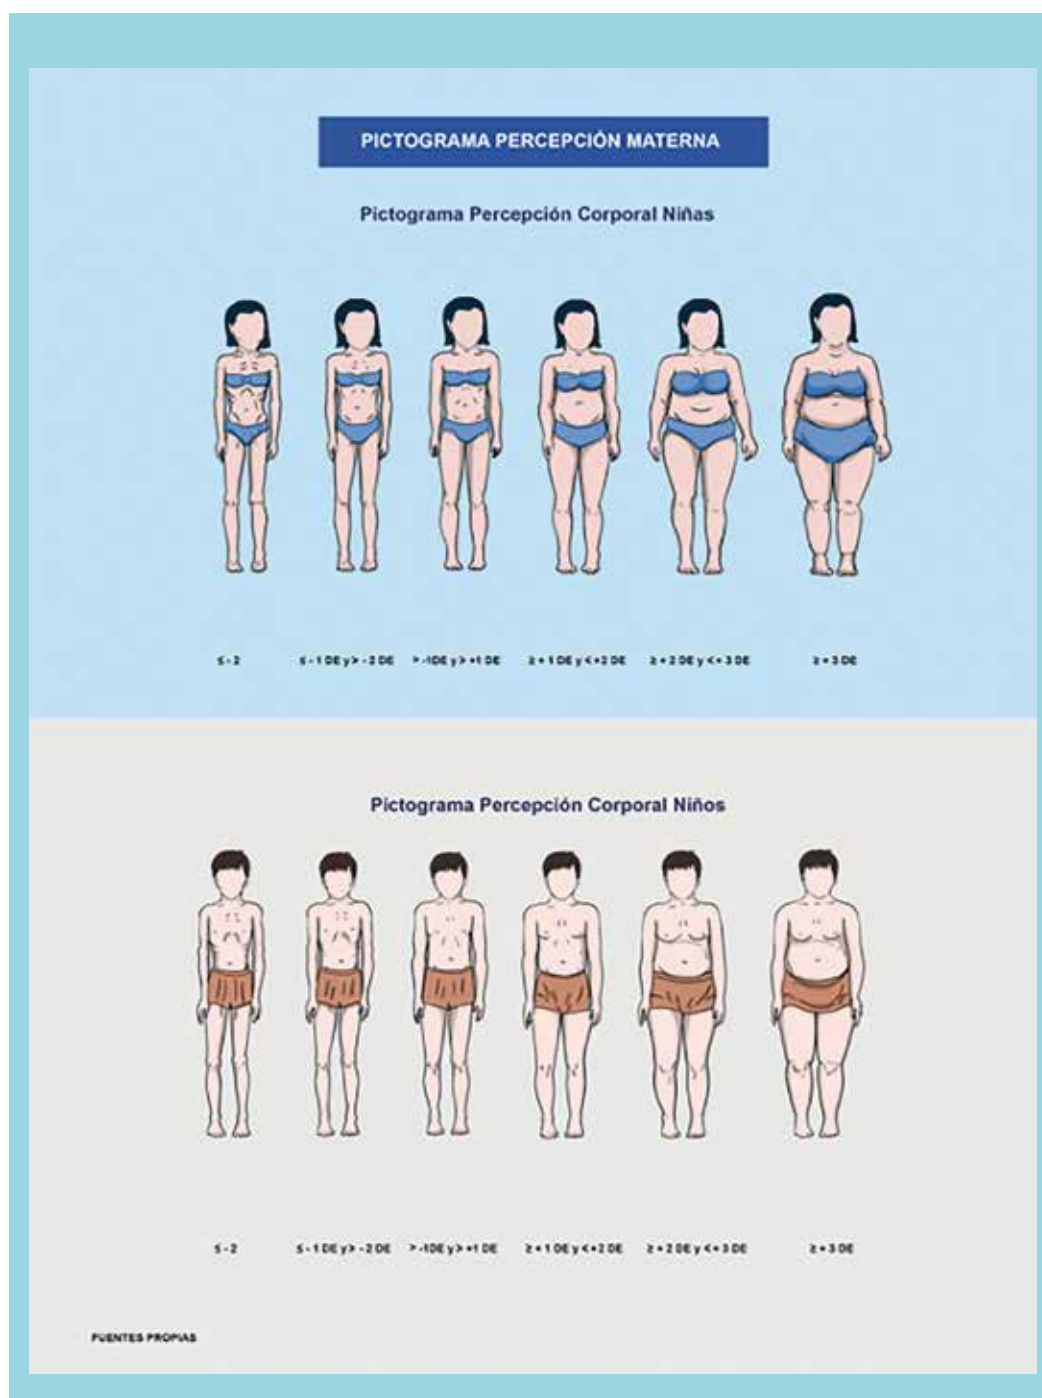 PICTOGRAMA PERCEPCIÓN MATERNA
Pictograma Percepción Corporal Niñas
≤ - 2 ≤ - 1 DE y > - 2 DE > -1DE y > +1 DE ≥ + 1 DE y < +2 DE ≥ + 2 DE y < + 3 DE ≥ + 3 DE
Pictograma Percepción Corporal Niños
≤ - 2 ≤ - 1 DE y > - 2 DE > -1DE y > +1 DE ≥ + 1 DE y < +2 DE ≥ + 2 DE y < + 3 DE ≥ + 3 DE
FUENTES PROPIAS